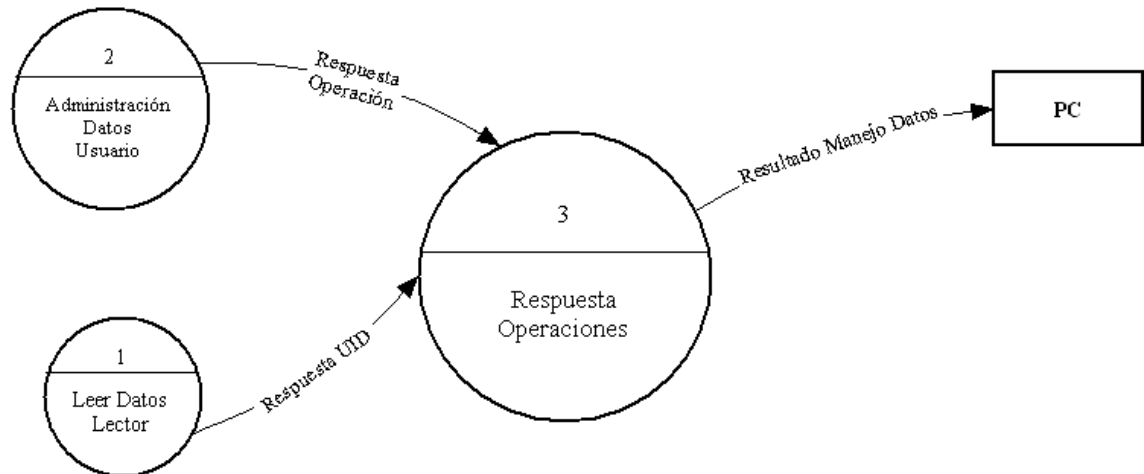 2
Administración
Datos
Usuario
Respuesta
Operación
Resultado Manejo Datos
PC
3
Respuesta
Operaciones
Respuesta UID
1
Leer Datos
Lector